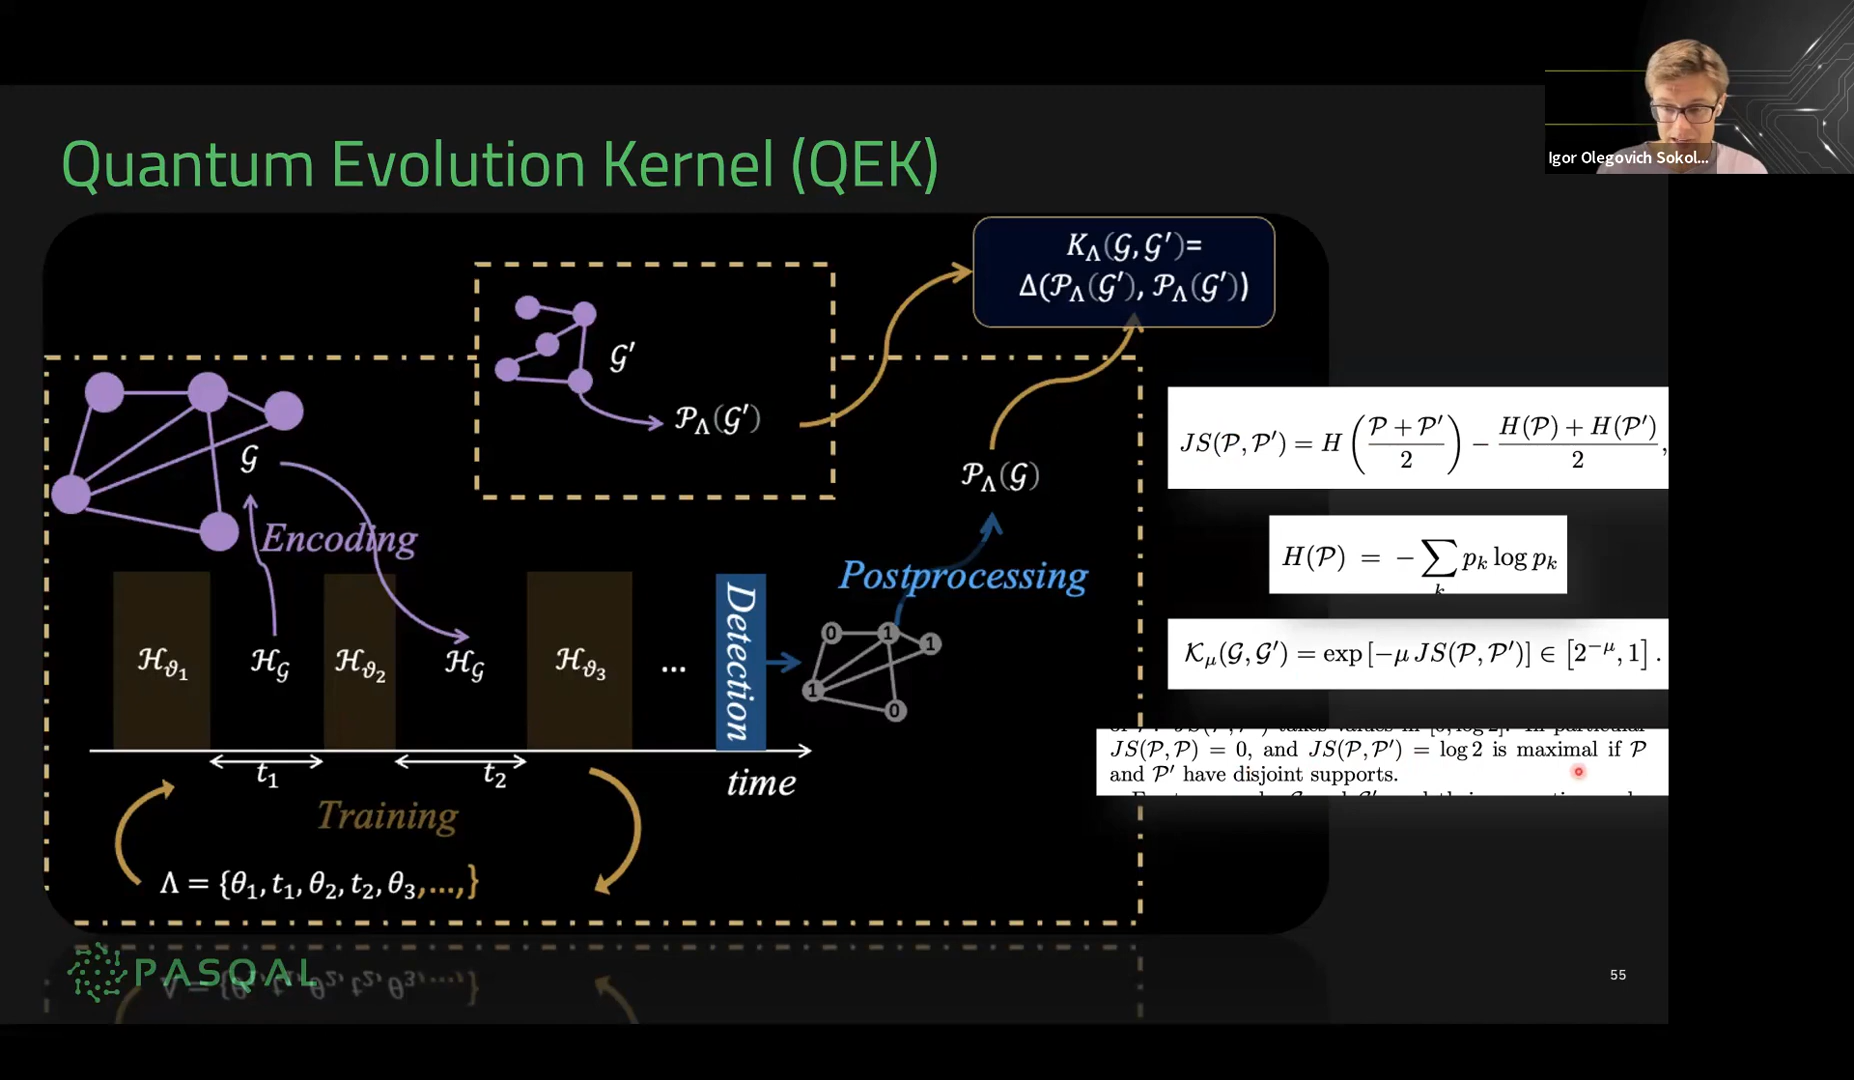 Igor Olegovich Sokol...
Quantum Evolution Kernel (QEK)
K_Λ(𝒢, 𝒢′)=
Δ(𝒫_Λ(𝒢′), 𝒫_Λ(𝒢′))
𝒢′
𝒫_Λ(𝒢′)
𝒢
Encoding
𝒫_Λ(𝒢)
Postprocessing
ℋ_ϑ₁ ℋ_𝒢 ℋ_ϑ₂ ℋ_𝒢 ℋ_ϑ₃ ... Detection
0 1 1
1 0
t₁ t₂ time
Training
Λ = {θ₁, t₁, θ₂, t₂, θ₃,...,}
JS(𝒫, 𝒫′) = H((𝒫 + 𝒫′)/2) − (H(𝒫) + H(𝒫′))/2,
H(𝒫) = − ∑_k p_k log p_k
𝒦_μ(𝒢, 𝒢′) = exp [−μ JS(𝒫, 𝒫′)] ∈ [2^−μ, 1] .
JS(𝒫, 𝒫) = 0, and JS(𝒫, 𝒫′) = log 2 is maximal if 𝒫
and 𝒫′ have disjoint supports.
PASQAL
55